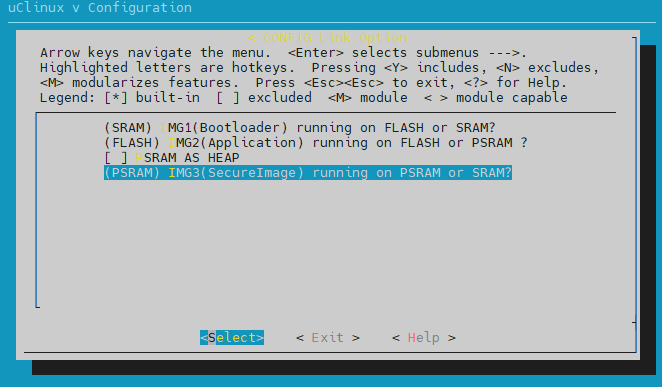 uClinux v Configuration
< CONFIG Link Option
Arrow keys navigate the menu.  <Enter> selects submenus --->.
Highlighted letters are hotkeys.  Pressing <Y> includes, <N> excludes,
<M> modularizes features.  Press <Esc><Esc> to exit, <?> for Help.
Legend: [*] built-in  [ ] excluded  <M> module  < > module capable
(SRAM) IMG1(Bootloader) running on FLASH or SRAM?
(FLASH) IMG2(Application) running on FLASH or PSRAM ?
[ ] PSRAM AS HEAP
(PSRAM) IMG3(SecureImage) running on PSRAM or SRAM?
<Select>    < Exit >    < Help >